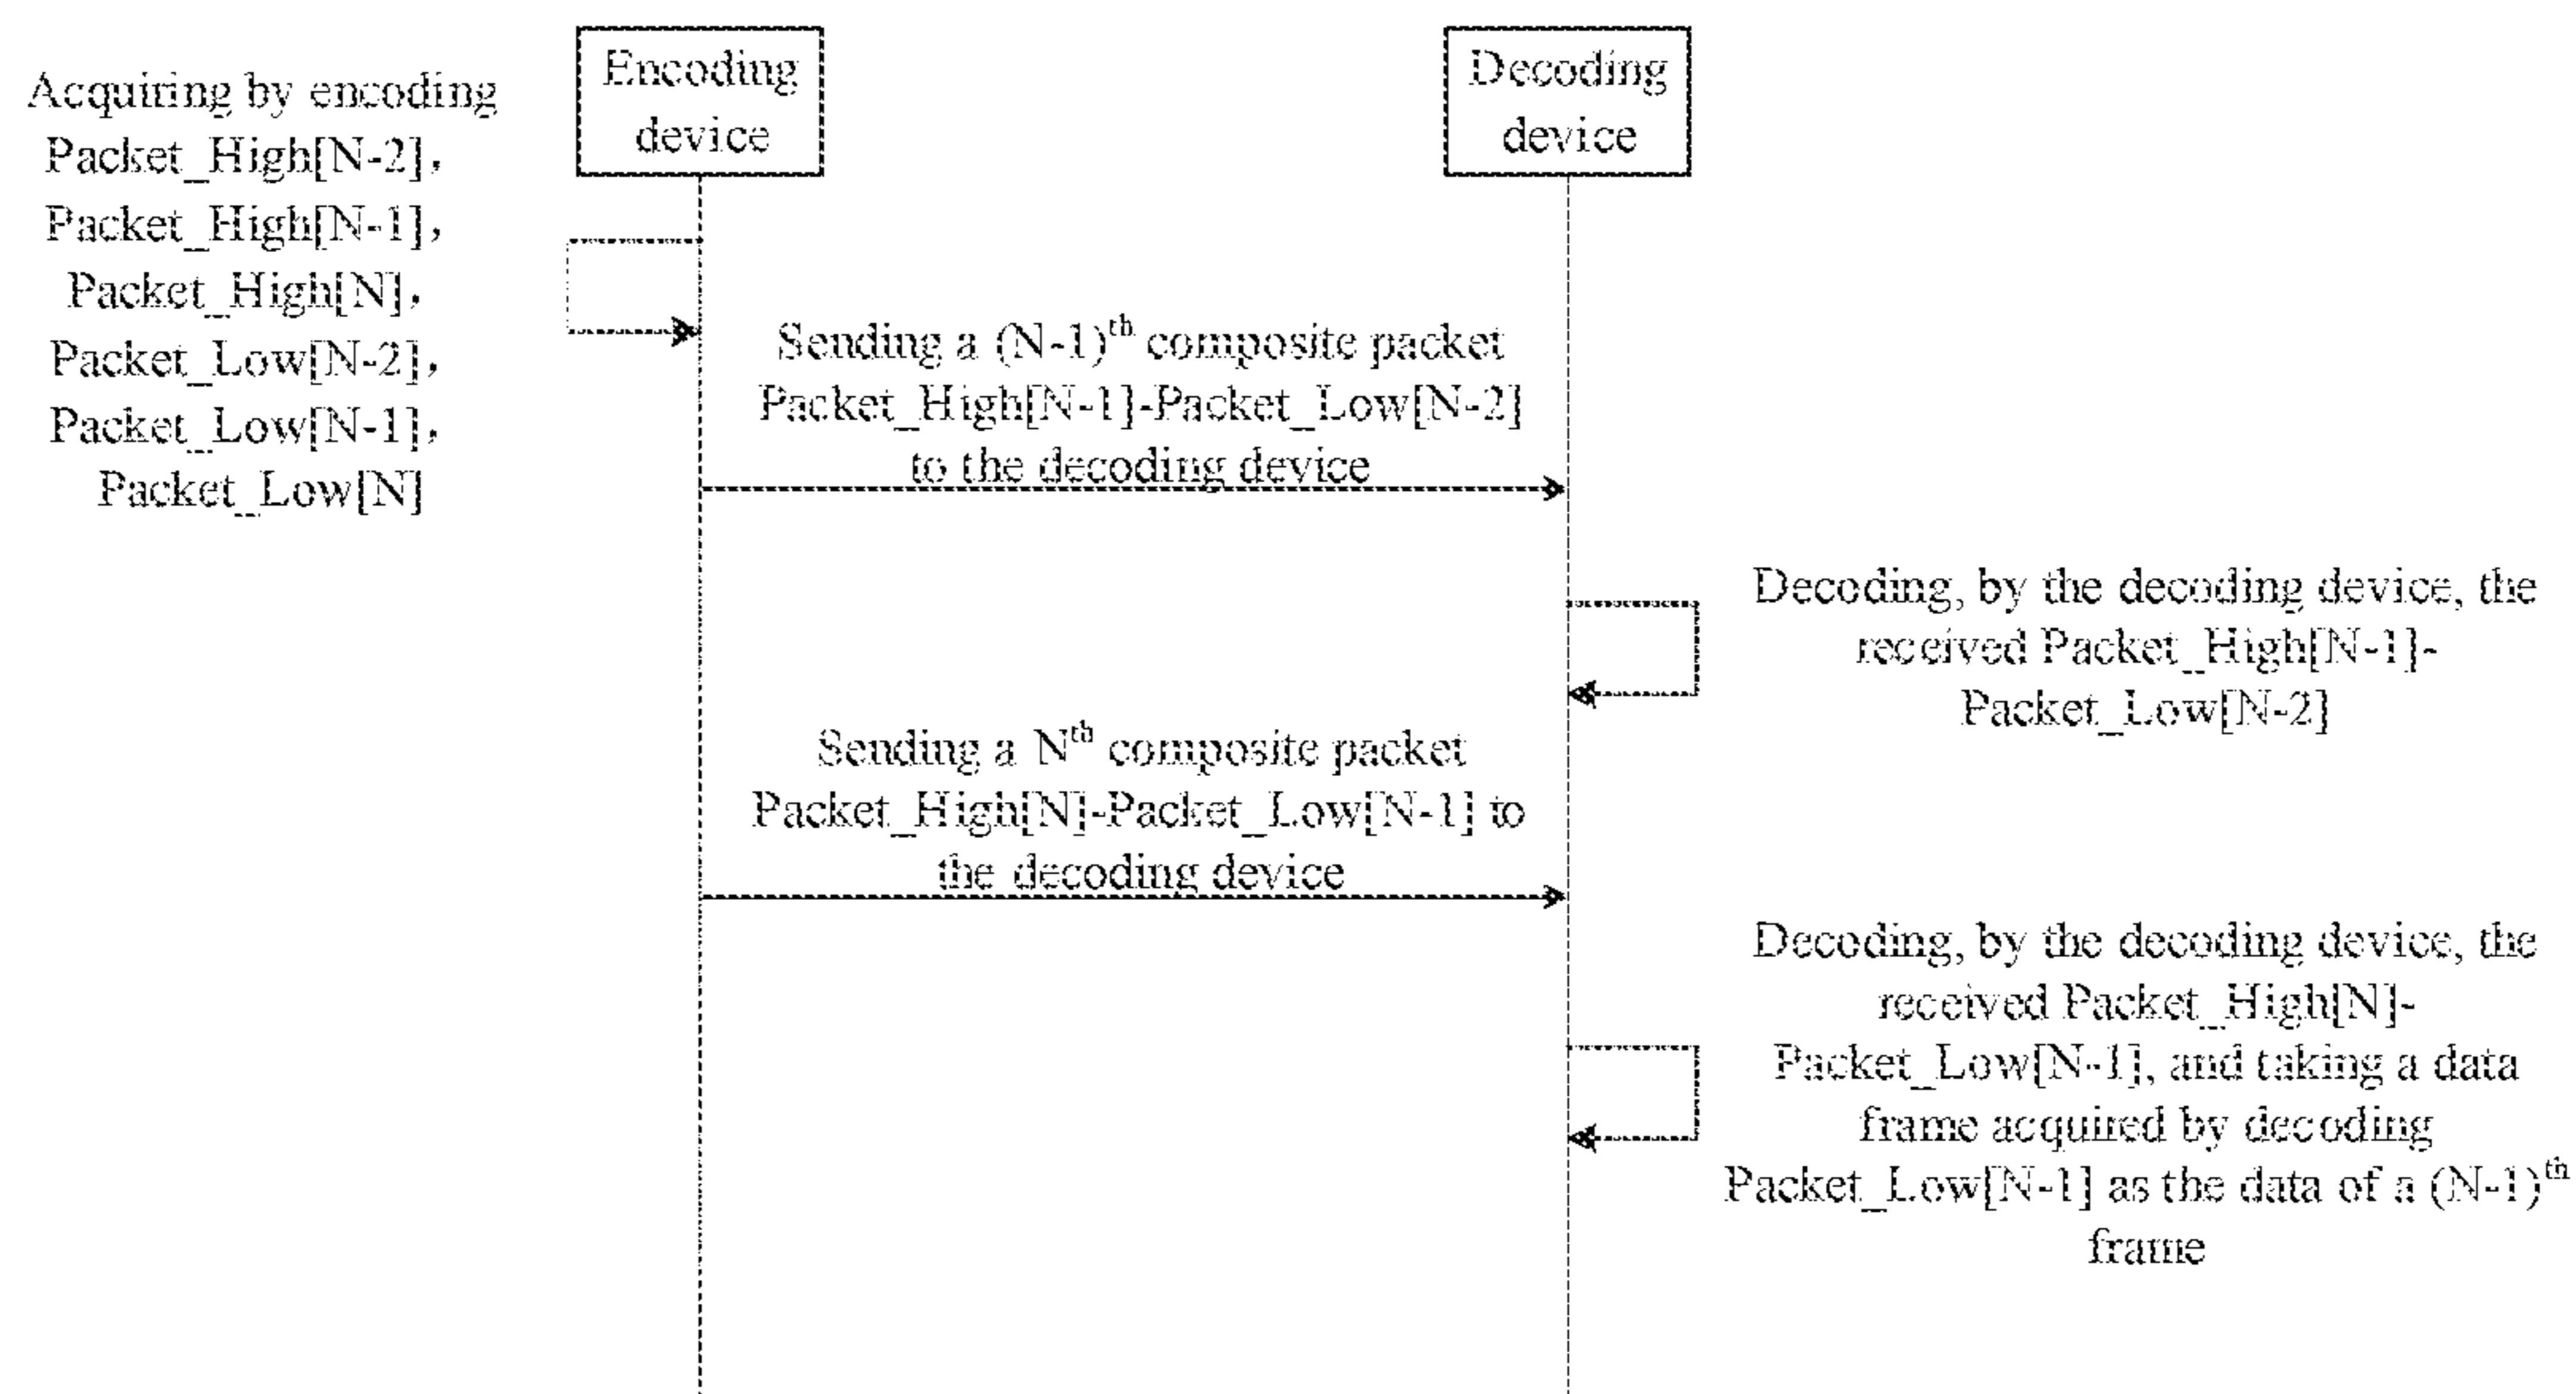 Acquiring by encoding
Packet_High[N-2],
Packet_High[N-1],
Packet_High[N],
Packet_Low[N-2],
Packet_Low[N-1],
Packet_Low[N]
Encoding
device
Decoding
device
Sending a (N-1)th composite packet
Packet_High[N-1]-Packet_Low[N-2]
to the decoding device
Decoding, by the decoding device, the
received Packet_High[N-1]-
Packet_Low[N-2]
Sending a Nth composite packet
Packet_High[N]-Packet_Low[N-1] to
the decoding device
Decoding, by the decoding device, the
received Packet_High[N]-
Packet_Low[N-1], and taking a data
frame acquired by decoding
Packet_Low[N-1] as the data of a (N-1)th
frame